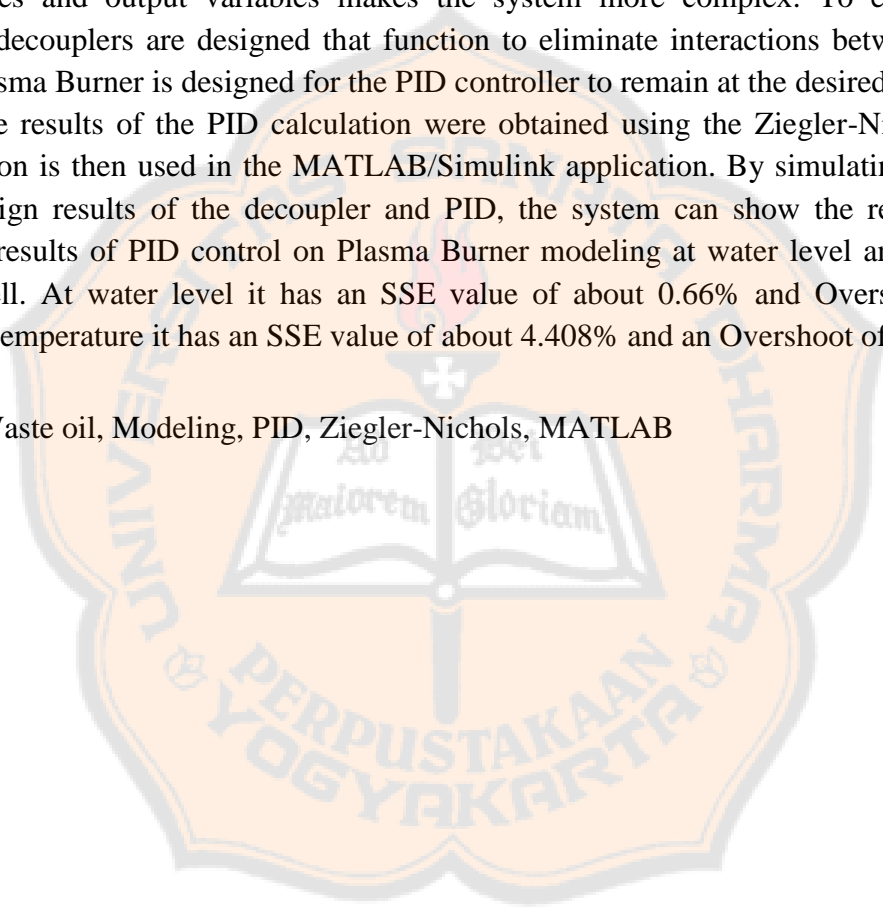 es and output variables makes the system more complex. To c
decouplers are designed that function to eliminate interactions betw
sma Burner is designed for the PID controller to remain at the desired
e results of the PID calculation were obtained using the Ziegler-Ni
on is then used in the MATLAB/Simulink application. By simulatin
ign results of the decoupler and PID, the system can show the re
results of PID control on Plasma Burner modeling at water level an
ll. At water level it has an SSE value of about 0.66% and Overs
emperature it has an SSE value of about 4.408% and an Overshoot of
aste oil, Modeling, PID, Ziegler-Nichols, MATLAB
UNIVERSITAS SANATA DHARMA
Ad Dei
Maiorem Gloriam
PERPUSTAKAAN
YOGYAKARTA